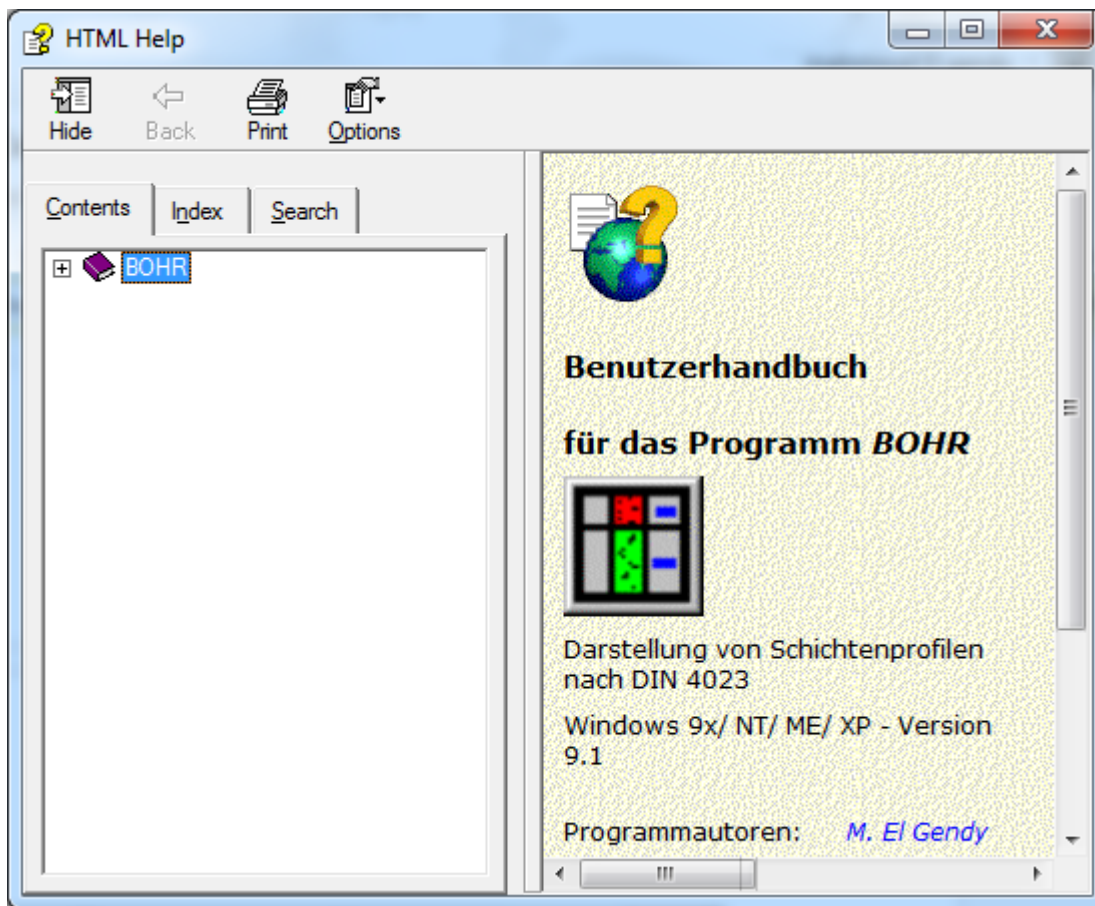 HTML Help
Hide Back Print Options
Contents Index Search
BOHR
Benutzerhandbuch
für das Programm BOHR
Darstellung von Schichtenprofilen
nach DIN 4023
Windows 9x/ NT/ ME/ XP - Version
9.1
Programmautoren: M. El Gendy